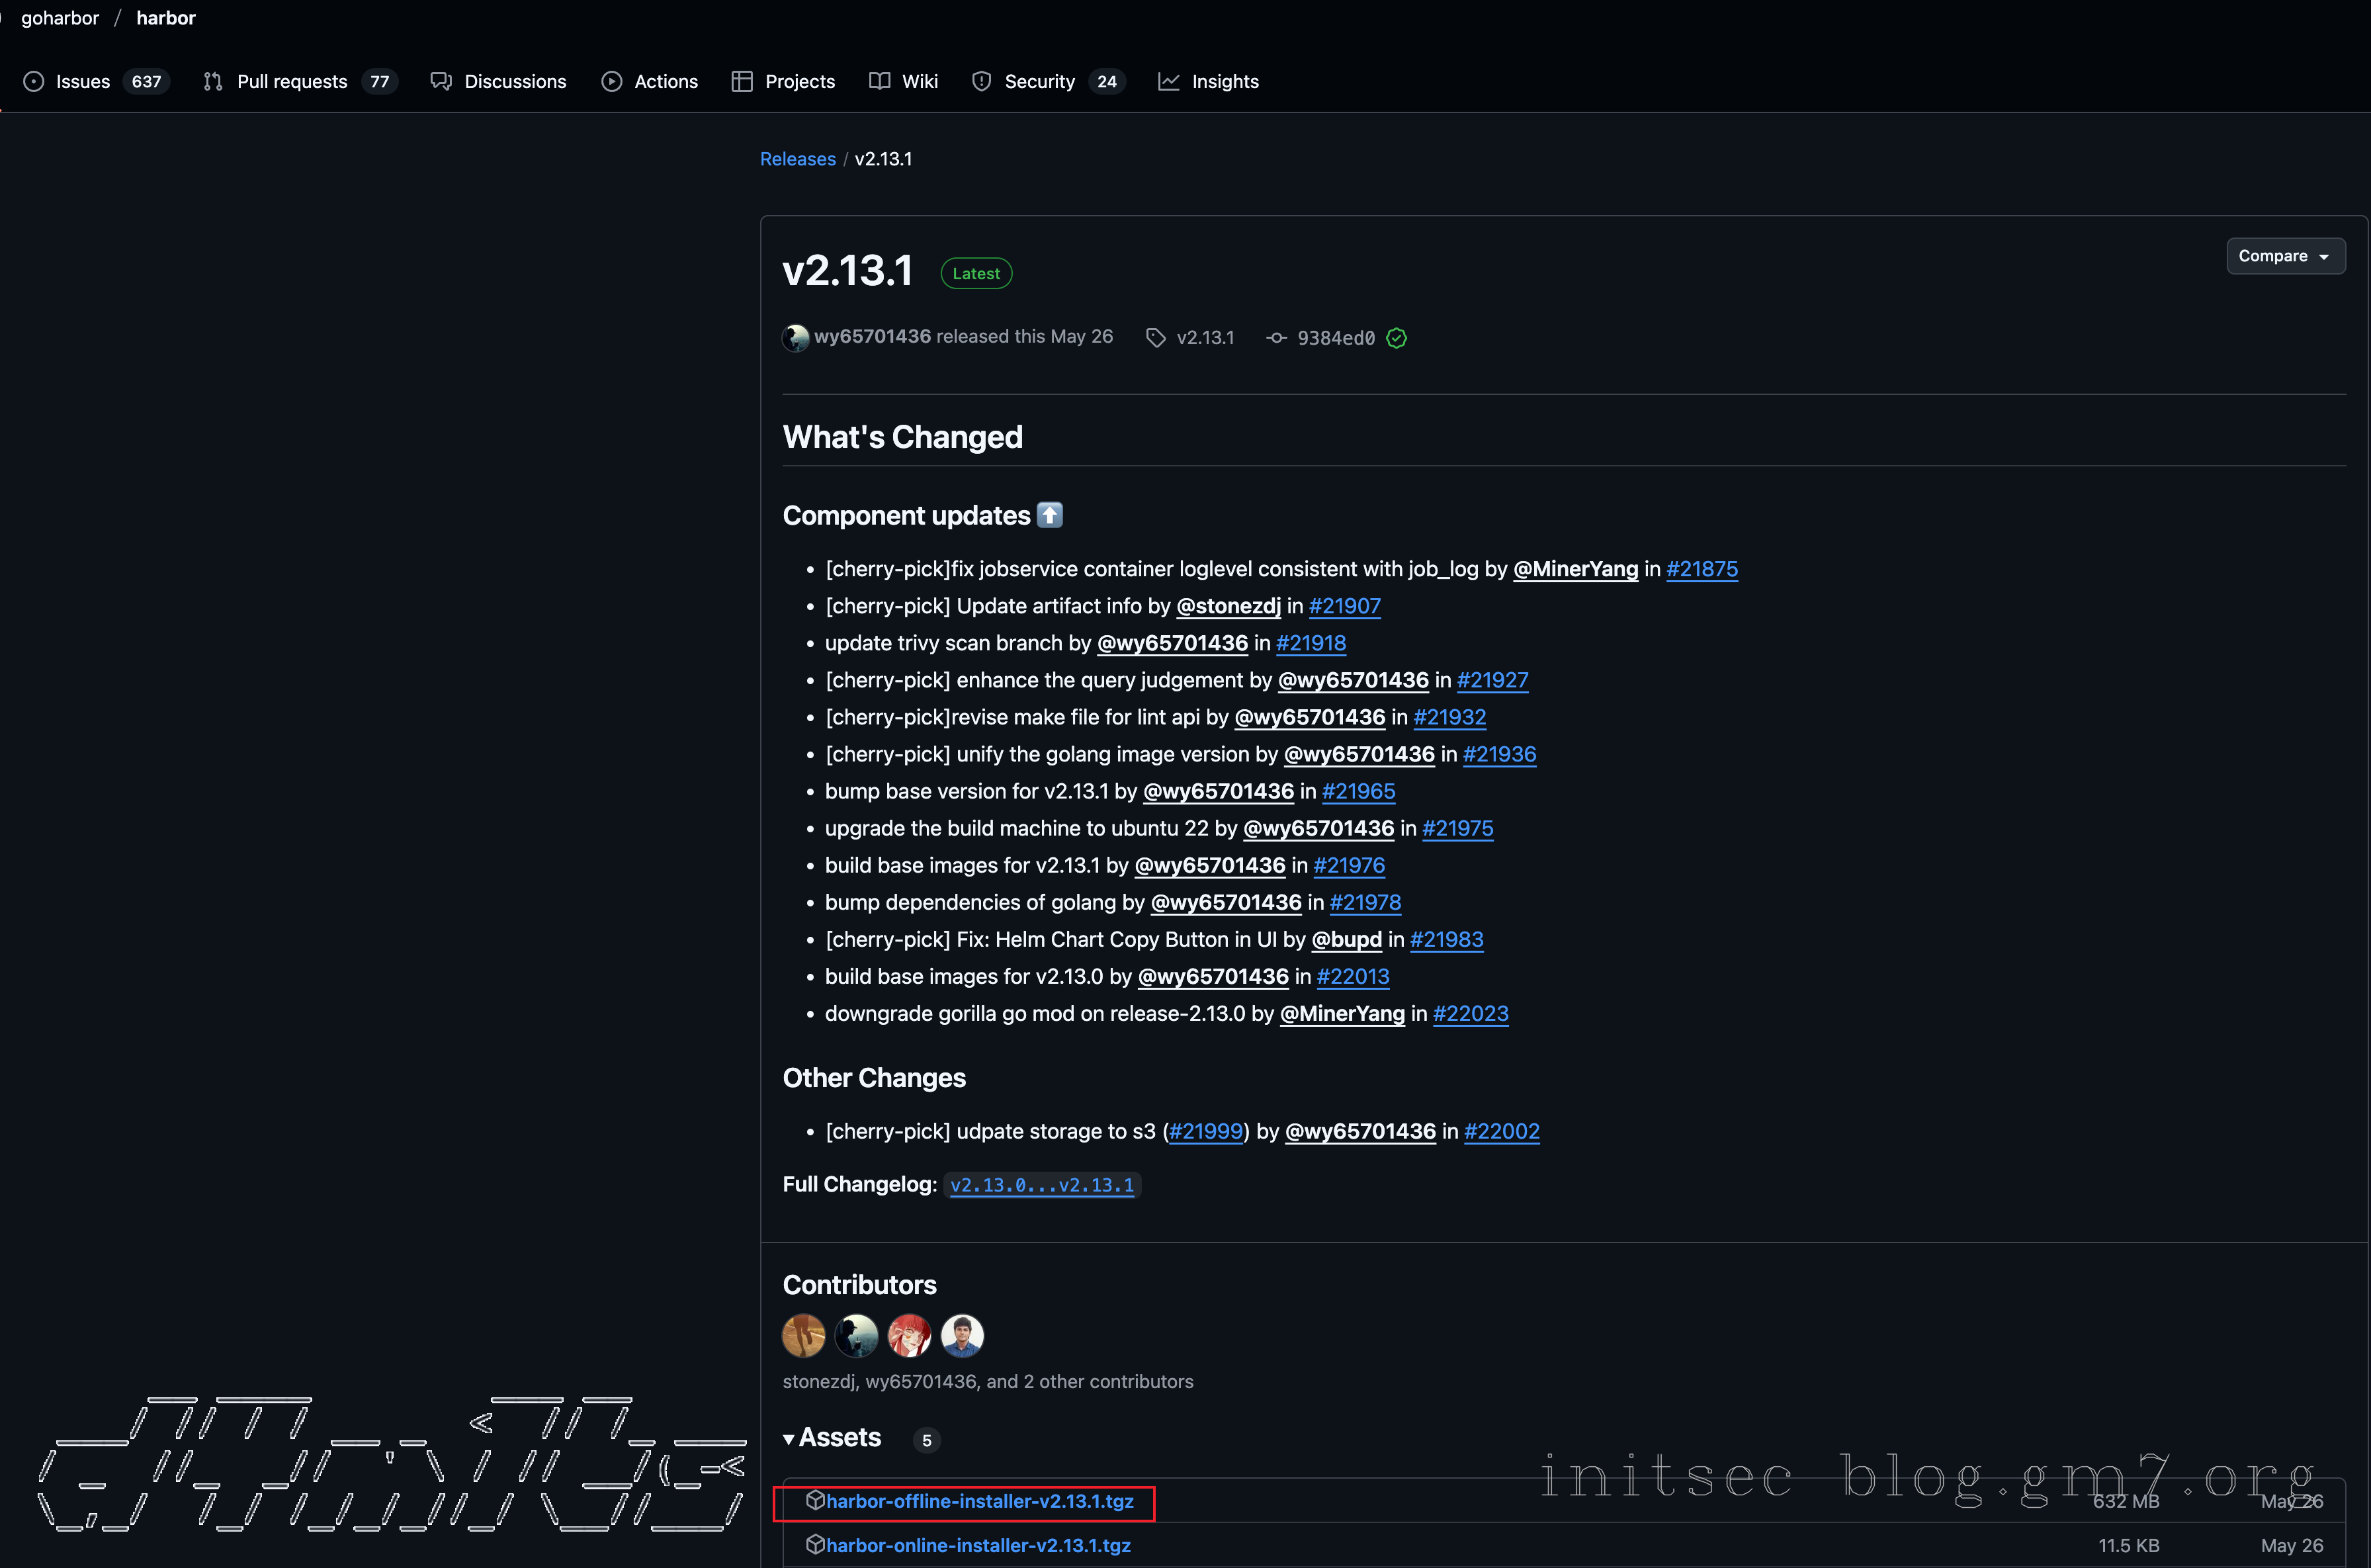 goharbor / harbor
Issues 637 Pull requests 77 Discussions Actions Projects Wiki Security 24 Insights
Releases / v2.13.1
v2.13.1 Latest
Compare
wy65701436 released this May 26 v2.13.1 9384ed0
What's Changed
Component updates ⬆️
• [cherry-pick]fix jobservice container loglevel consistent with job_log by @MinerYang in #21875
• [cherry-pick] Update artifact info by @stonezdj in #21907
• update trivy scan branch by @wy65701436 in #21918
• [cherry-pick] enhance the query judgement by @wy65701436 in #21927
• [cherry-pick]revise make file for lint api by @wy65701436 in #21932
• [cherry-pick] unify the golang image version by @wy65701436 in #21936
• bump base version for v2.13.1 by @wy65701436 in #21965
• upgrade the build machine to ubuntu 22 by @wy65701436 in #21975
• build base images for v2.13.1 by @wy65701436 in #21976
• bump dependencies of golang by @wy65701436 in #21978
• [cherry-pick] Fix: Helm Chart Copy Button in UI by @bupd in #21983
• build base images for v2.13.0 by @wy65701436 in #22013
• downgrade gorilla go mod on release-2.13.0 by @MinerYang in #22023
Other Changes
• [cherry-pick] udpate storage to s3 (#21999) by @wy65701436 in #22002
Full Changelog: v2.13.0...v2.13.1
Contributors
stonezdj, wy65701436, and 2 other contributors
Assets 5
initsec blog.gm7.org
harbor-offline-installer-v2.13.1.tgz 632 MB May 26
harbor-online-installer-v2.13.1.tgz 11.5 KB May 26